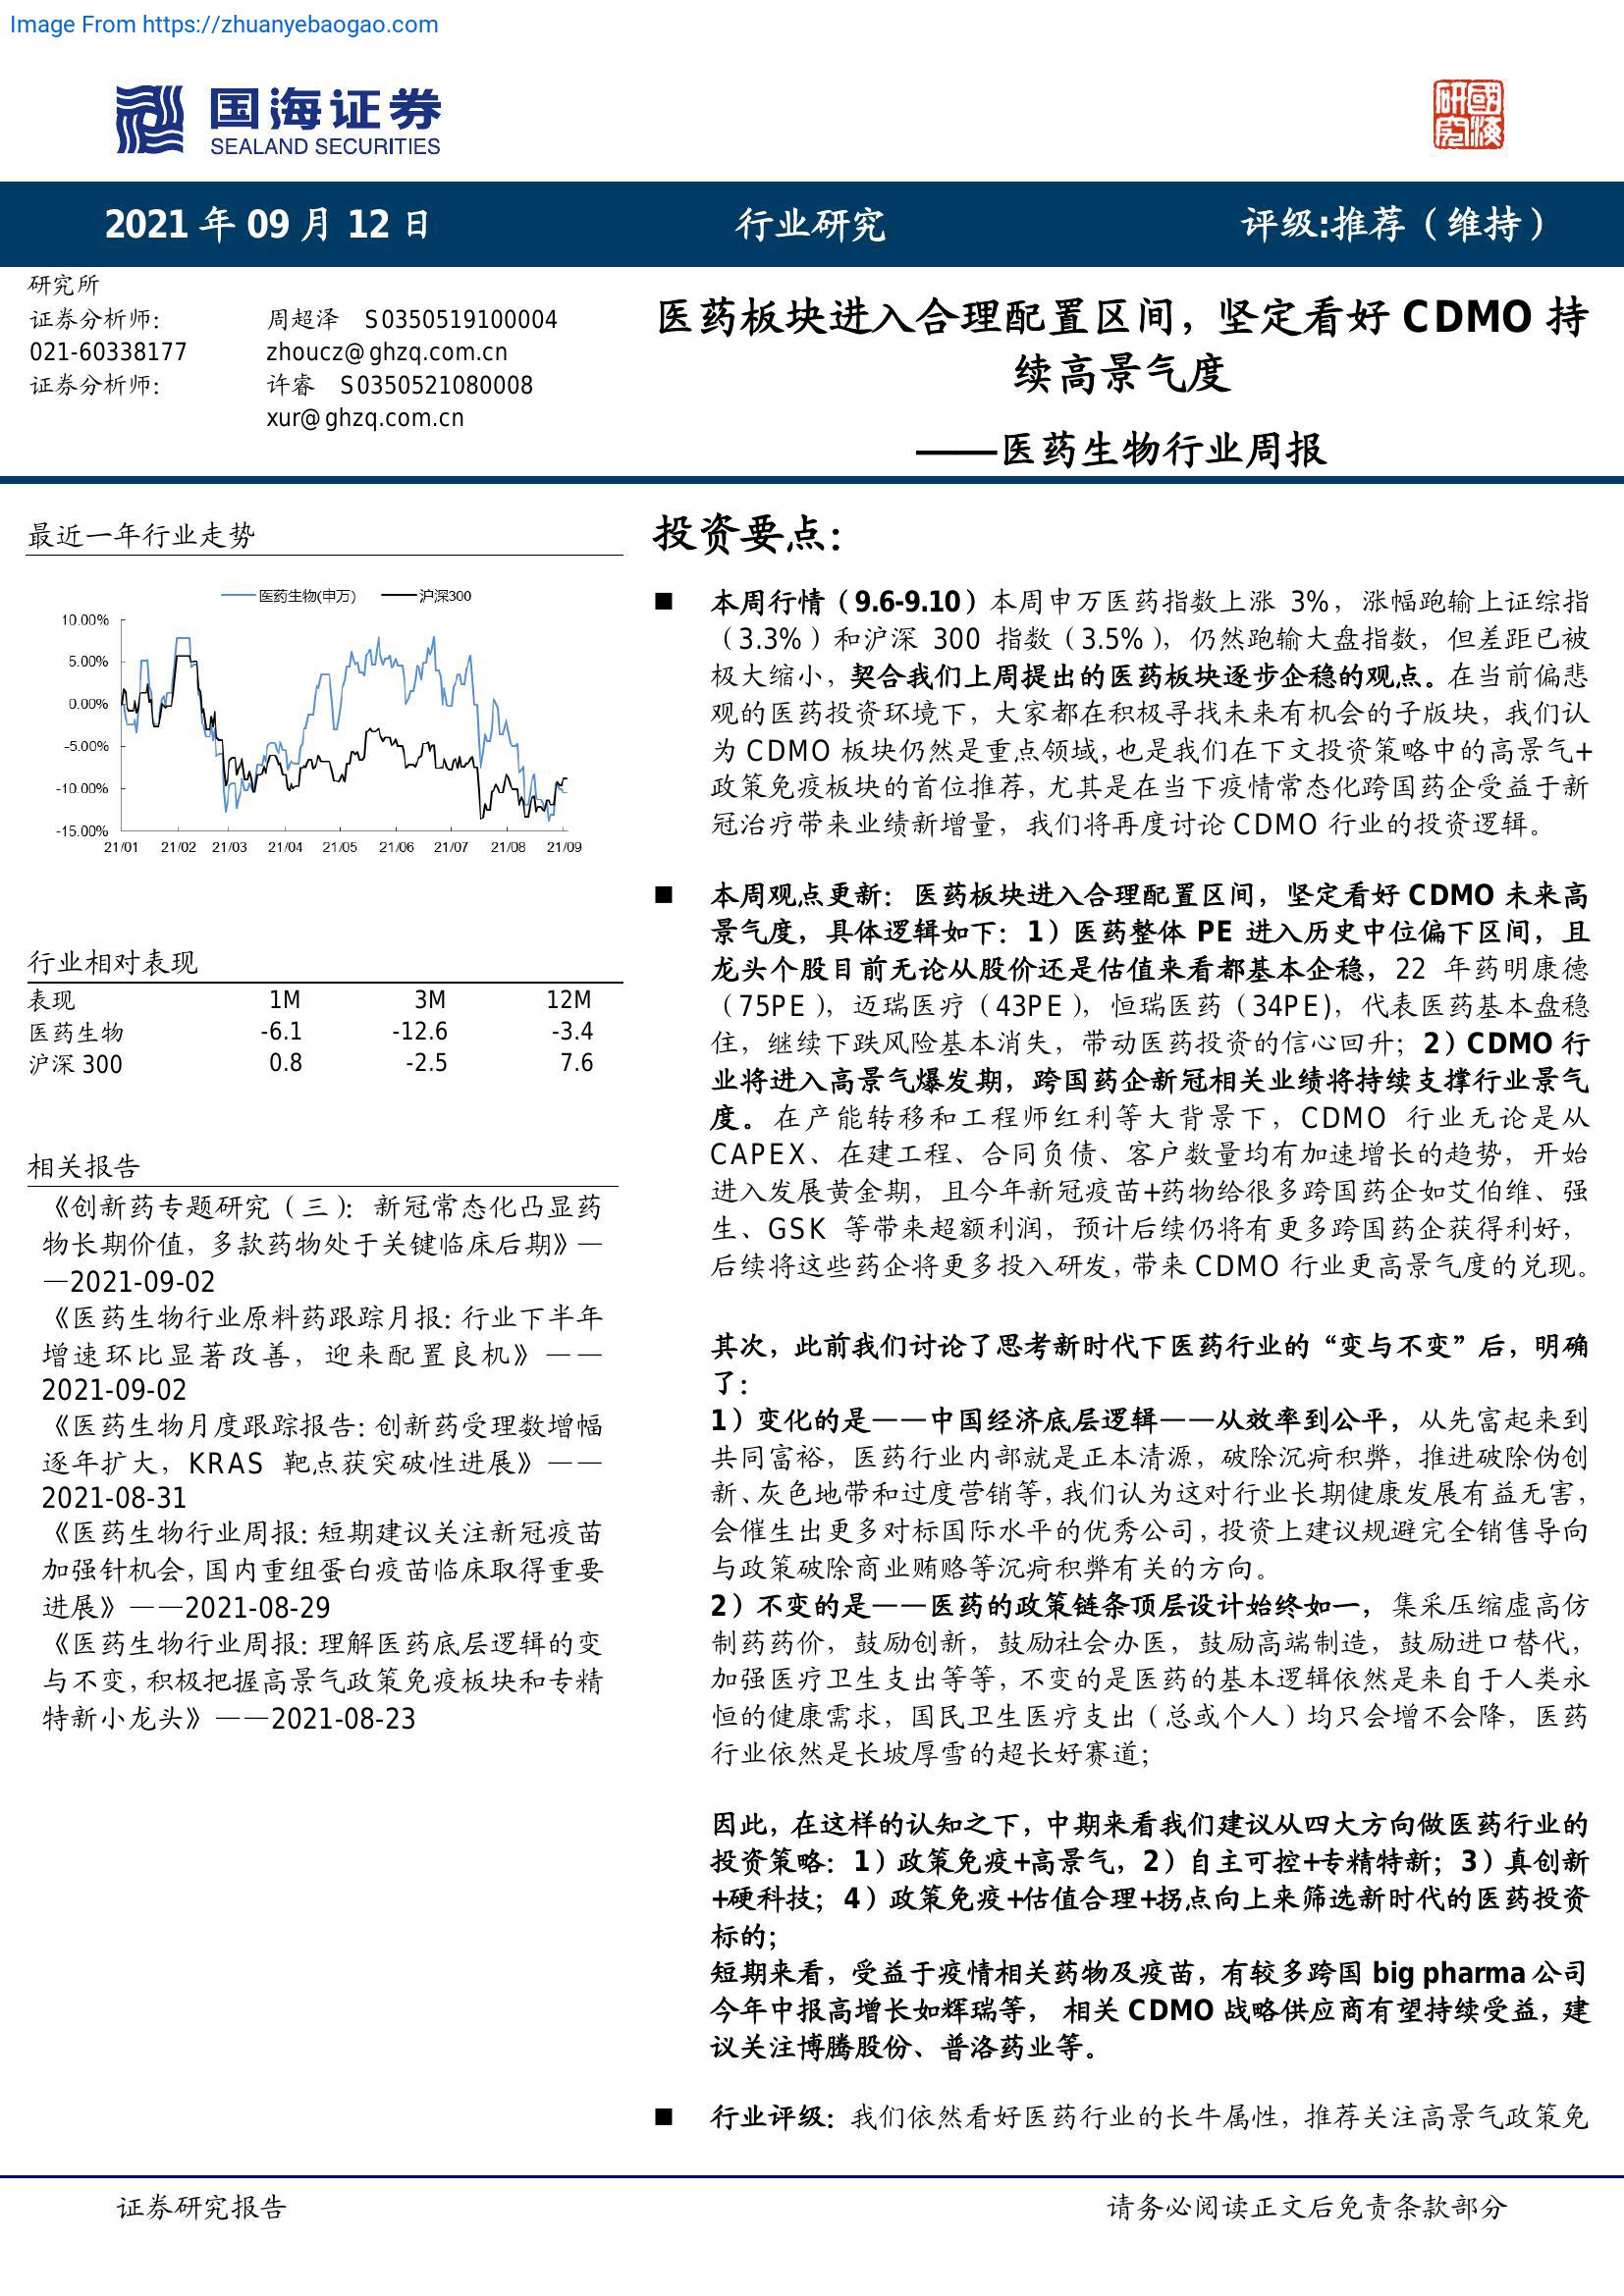 Image From https://zhuanyebaogao.com
国海证券
SEALAND SECURITIES
國海研究
2021 年 09 月 12 日 行业研究 评级:推荐（维持）
研究所
证券分析师: 周超泽 S0350519100004
021-60338177 zhoucz@ghzq.com.cn
证券分析师: 许睿 S0350521080008
xur@ghzq.com.cn
医药板块进入合理配置区间，坚定看好 CDMO 持
续高景气度
——医药生物行业周报
最近一年行业走势
医药生物(申万) 沪深300
10.00%
5.00%
0.00%
-5.00%
-10.00%
-15.00%
21/01 21/02 21/03 21/04 21/05 21/06 21/07 21/08 21/09
行业相对表现
表现 1M 3M 12M
医药生物 -6.1 -12.6 -3.4
沪深 300 0.8 -2.5 7.6
相关报告
《创新药专题研究（三）：新冠常态化凸显药
物长期价值，多款药物处于关键临床后期》—
—2021-09-02
《医药生物行业原料药跟踪月报：行业下半年
增速环比显著改善，迎来配置良机》——
2021-09-02
《医药生物月度跟踪报告：创新药受理数增幅
逐年扩大，KRAS 靶点获突破性进展》——
2021-08-31
《医药生物行业周报：短期建议关注新冠疫苗
加强针机会，国内重组蛋白疫苗临床取得重要
进展》——2021-08-29
《医药生物行业周报：理解医药底层逻辑的变
与不变，积极把握高景气政策免疫板块和专精
特新小龙头》——2021-08-23
投资要点：
■ 本周行情（9.6-9.10）本周申万医药指数上涨 3%，涨幅跑输上证综指
（3.3%）和沪深 300 指数（3.5%），仍然跑输大盘指数，但差距已被
极大缩小，契合我们上周提出的医药板块逐步企稳的观点。在当前偏悲
观的医药投资环境下，大家都在积极寻找未来有机会的子版块，我们认
为 CDMO 板块仍然是重点领域，也是我们在下文投资策略中的高景气+
政策免疫板块的首位推荐，尤其是在当下疫情常态化跨国药企受益于新
冠治疗带来业绩新增量，我们将再度讨论 CDMO 行业的投资逻辑。
■ 本周观点更新：医药板块进入合理配置区间，坚定看好 CDMO 未来高
景气度，具体逻辑如下：1）医药整体 PE 进入历史中位偏下区间，且
龙头个股目前无论从股价还是估值来看都基本企稳，22 年药明康德
（75PE），迈瑞医疗（43PE），恒瑞医药（34PE)，代表医药基本盘稳
住，继续下跌风险基本消失，带动医药投资的信心回升；2）CDMO 行
业将进入高景气爆发期，跨国药企新冠相关业绩将持续支撑行业景气
度。在产能转移和工程师红利等大背景下，CDMO 行业无论是从
CAPEX、在建工程、合同负债、客户数量均有加速增长的趋势，开始
进入发展黄金期，且今年新冠疫苗+药物给很多跨国药企如艾伯维、强
生、GSK 等带来超额利润，预计后续仍将有更多跨国药企获得利好，
后续将这些药企将更多投入研发，带来 CDMO 行业更高景气度的兑现。
其次，此前我们讨论了思考新时代下医药行业的“变与不变”后，明确
了：
1）变化的是——中国经济底层逻辑——从效率到公平，从先富起来到
共同富裕，医药行业内部就是正本清源，破除沉疴积弊，推进破除伪创
新、灰色地带和过度营销等，我们认为这对行业长期健康发展有益无害，
会催生出更多对标国际水平的优秀公司，投资上建议规避完全销售导向
与政策破除商业贿赂等沉疴积弊有关的方向。
2）不变的是——医药的政策链条顶层设计始终如一，集采压缩虚高仿
制药药价，鼓励创新，鼓励社会办医，鼓励高端制造，鼓励进口替代，
加强医疗卫生支出等等，不变的是医药的基本逻辑依然是来自于人类永
恒的健康需求，国民卫生医疗支出（总或个人）均只会增不会降，医药
行业依然是长坡厚雪的超长好赛道；
因此，在这样的认知之下，中期来看我们建议从四大方向做医药行业的
投资策略：1）政策免疫+高景气，2）自主可控+专精特新；3）真创新
+硬科技；4）政策免疫+估值合理+拐点向上来筛选新时代的医药投资
标的；
短期来看，受益于疫情相关药物及疫苗，有较多跨国 big pharma 公司
今年中报高增长如辉瑞等， 相关 CDMO 战略供应商有望持续受益，建
议关注博腾股份、普洛药业等。
■ 行业评级：我们依然看好医药行业的长牛属性，推荐关注高景气政策免
证券研究报告 请务必阅读正文后免责条款部分